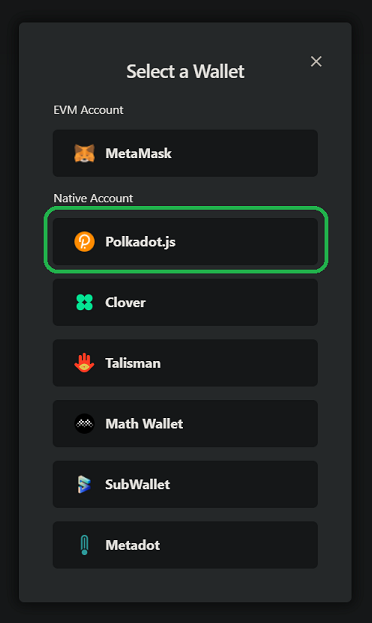 Select a Wallet
EVM Account
MetaMask
Native Account
Polkadot.js
Clover
Talisman
Math Wallet
SubWallet
Metadot